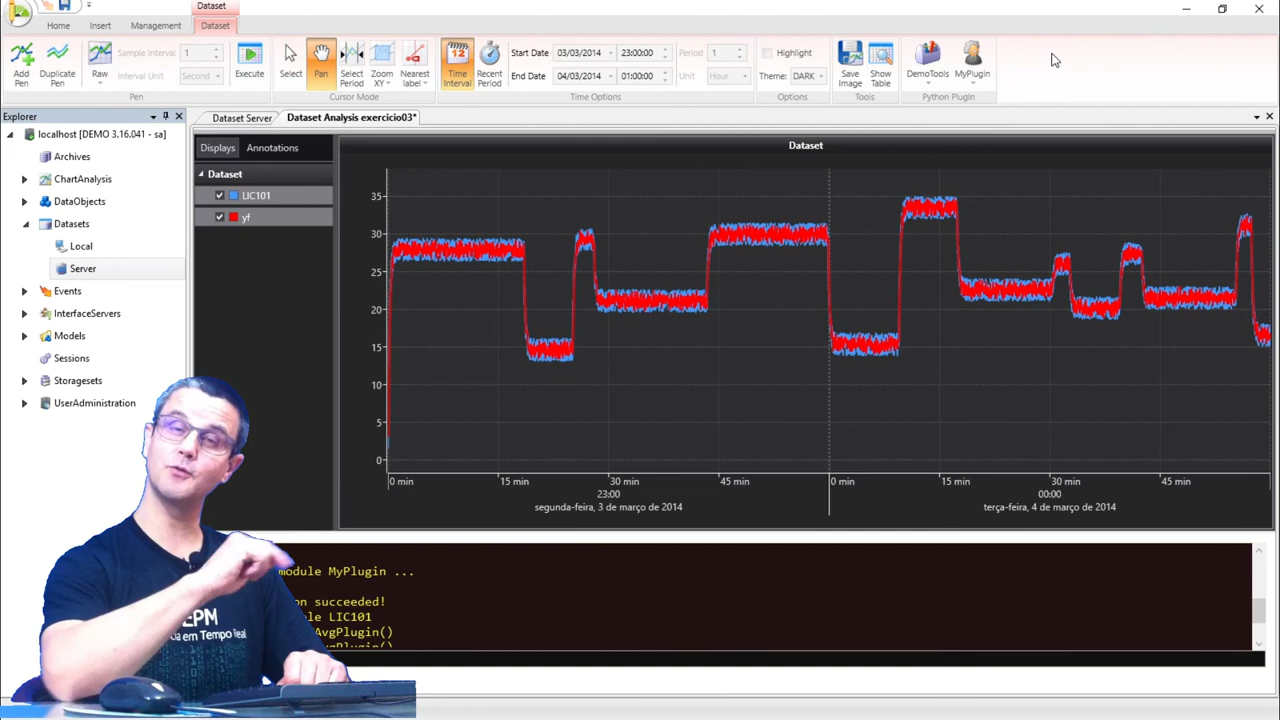 Dataset
Home Insert Management Dataset
Add Pen
Duplicate Pen
Raw
Sample Interval 1
Interval Unit Second
Pen
Execute
Select
Pan
Select Period
Zoom XY
Nearest label
Cursor Mode
Time Interval
Recent Period
Start Date 03/03/2014 23:00:00
End Date 04/03/2014 01:00:00
Period 1
Unit Hour
Time Options
Highlight
Theme: DARK
Options
Save Image
Show Table
Tools
DemoTools
MyPlugin
Python Plugin
Explorer
localhost [DEMO 3.16.041 - sa]
Archives
ChartAnalysis
DataObjects
Datasets
Local
Server
Events
InterfaceServers
Models
Sessions
Storagesets
UserAdministration
Dataset Server
Dataset Analysis exercicio03*
Displays Annotations
Dataset
LIC101
yf
Dataset
35
30
25
20
15
10
5
0
0 min 15 min 30 min 45 min 0 min 15 min 30 min 45 min
23:00 00:00
segunda-feira, 3 de março de 2014 terça-feira, 4 de março de 2014
module MyPlugin ...
on succeeded!
le LIC101
AvgPlugin()
AvgPlugin()
EPM
cia em Tempo Real